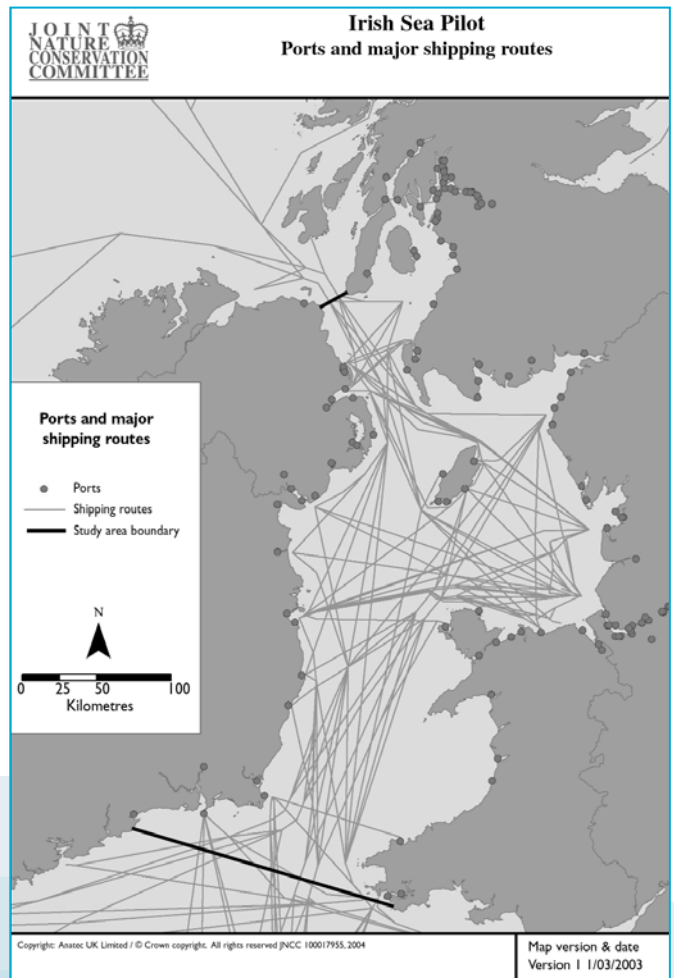 JOINT
NATURE
CONSERVATION
COMMITTEE
Irish Sea Pilot
Ports and major shipping routes
Ports and major
shipping routes
Ports
Shipping routes
Study area boundary
N
0 25 50 100
Kilometres
Copyright: Anatec UK Limited / © Crown copyright. All rights reserved JNCC 100017955, 2004
Map version & date
Version 1 1/03/2003